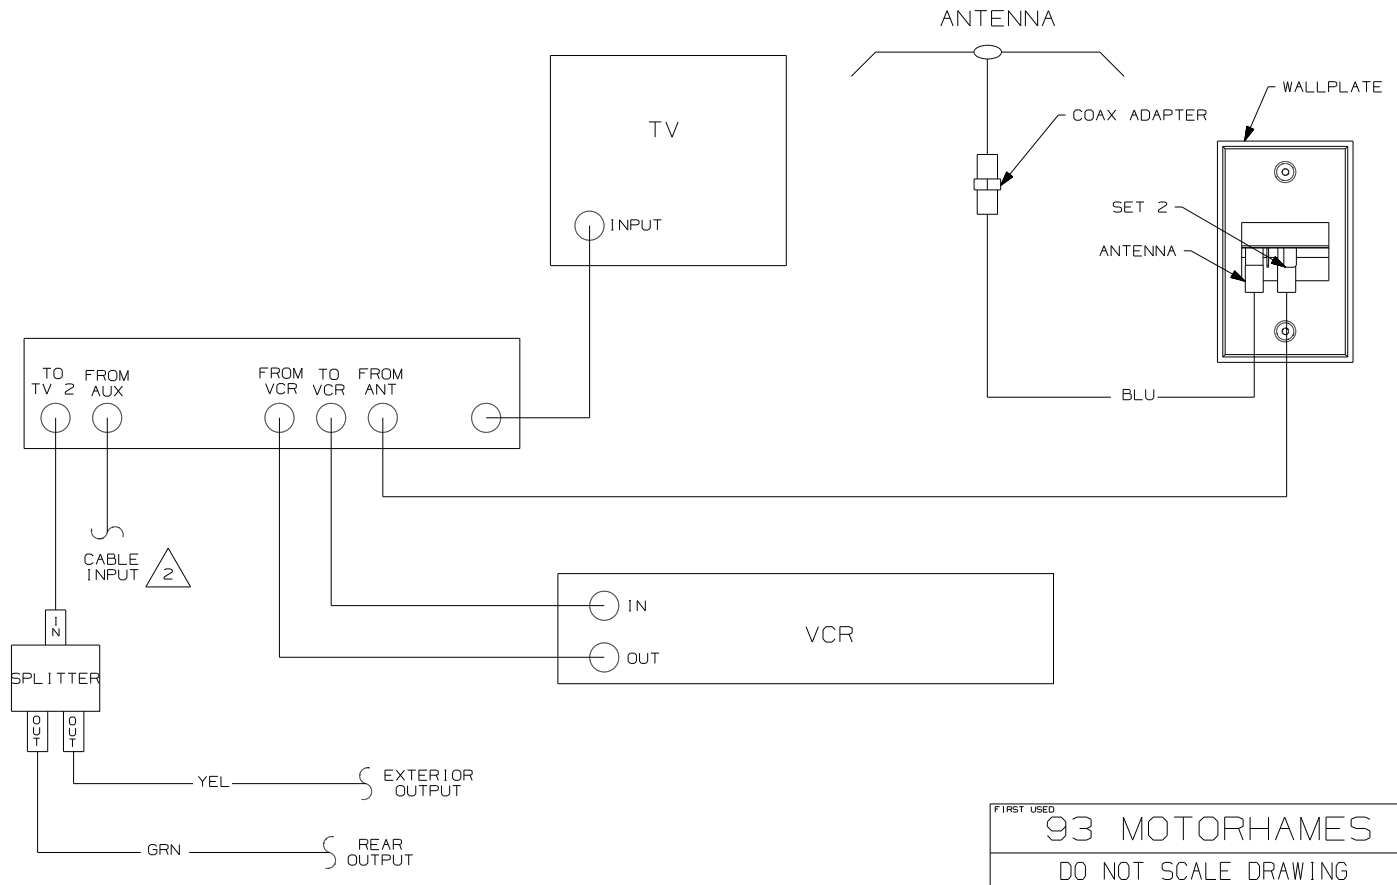 ANTENNA
WALLPLATE
COAX ADAPTER
TV
INPUT
SET 2
ANTENNA
TO
TV 2
FROM
AUX
FROM
VCR
TO
VCR
FROM
ANT
BLU
CABLE
INPUT
2
IN
SPLITTER
OUT
OUT
IN
OUT
VCR
YEL
EXTERIOR
OUTPUT
GRN
REAR
OUTPUT
FIRST USED
93 MOTORHAMES
DO NOT SCALE DRAWING